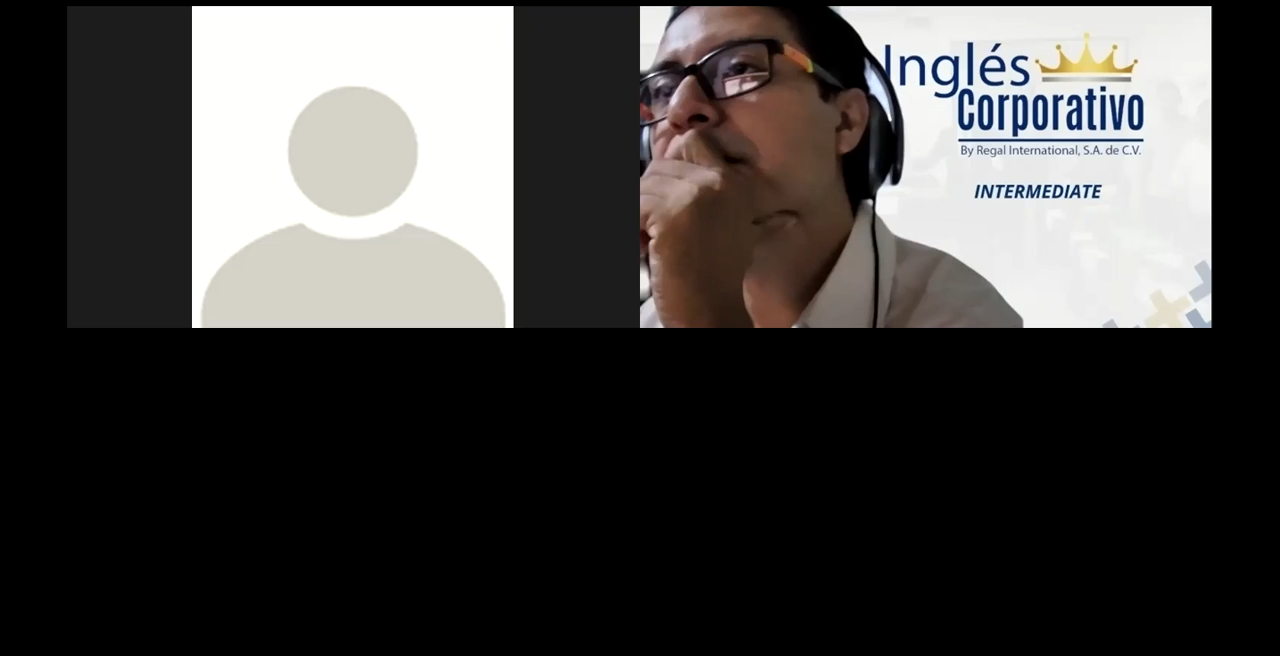 Inglés
Corporativo
By Regal International, S.A. de C.V.
INTERMEDIATE